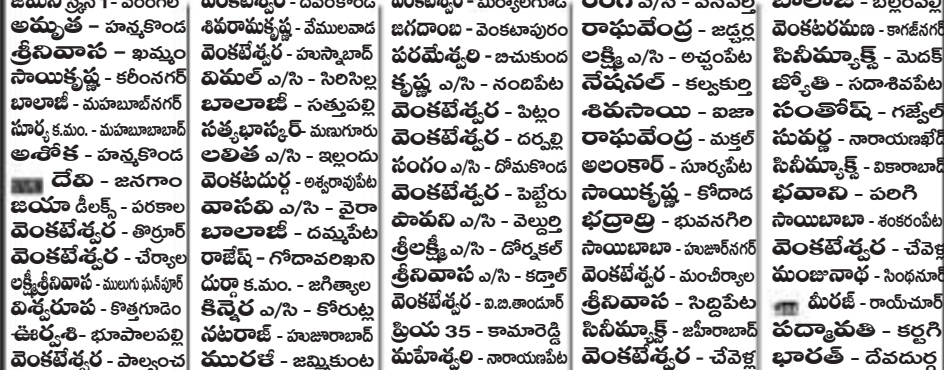 అమృత – హన్మకొండ
శ్రీనివాస – ఖమ్మం
సాయికృష్ణ - కరీంనగర్
బాలాజీ - మహబూబ్‌నగర్
సూర్య క.మం. - మహబూబాబాద్
అశోక - హన్మకొండ
దేవి - జనగాం
జయా డీలక్స్ - పరకాల
వెంకటేశ్వర - తొర్రూర్
వెంకటేశ్వర - చేర్యాల
లక్ష్మీశ్రీనివాస - ములుగు ఘన్‌పూర్
విశ్వరూప - కొత్తగూడెం
ఊర్వశి - భూపాలపల్లి
వెంకటేశ్వర - పాల్వంచ
శివరామకృష్ణ - వేములవాడ
వెంకటేశ్వర - హుస్నాబాద్
విమల్ ఎ/సి - సిరిసిల్ల
బాలాజీ - సత్తుపల్లి
సత్యభాస్కర్ - మణుగూరు
లలిత ఎ/సి - ఇల్లందు
వెంకటదుర్గ - అశ్వరావుపేట
వాసవి ఎ/సి - వైరా
బాలాజీ - దమ్మపేట
రాజేష్ - గోదావరిఖని
దుర్గా క.మం. - జగిత్యాల
కిన్నెర ఎ/సి - కోరుట్ల
నటరాజ్ - హుజూరాబాద్
మురళి - జమ్మికుంట
జగదాంబ - వెంకటాపురం
పరమేశ్వరి - బిచుకుంద
కృష్ణ ఎ/సి - నందిపేట
వెంకటేశ్వర - పిట్లం
వెంకటేశ్వర - దర్పల్లి
సంగం ఎ/సి - దోమకొండ
వెంకటేశ్వర - పెబ్బేరు
పావని ఎ/సి - వెల్దుర్తి
శ్రీలక్ష్మి ఎ/సి - డోర్నకల్
శ్రీనివాస ఎ/సి - కడ్తాల్
వెంకటేశ్వర - ఐ.బి.తాండూర్
ప్రియ 35 - కామారెడ్డి
మహేశ్వరి - నారాయణపేట
రాఘవేంద్ర - జడ్చర్ల
లక్ష్మి ఎ/సి - అచ్చంపేట
నేషనల్ - కల్వకుర్తి
శివసాయి - ఐజా
రాఘవేంద్ర - మక్తల్
అలంకార్ - సూర్యపేట
సాయికృష్ణ - కోదాడ
భద్రాద్రి - భువనగిరి
సాయిబాబా - హుజూర్‌నగర్
వెంకటేశ్వర - మంచీర్యాల
శ్రీనివాస - సిద్దిపేట
సినీమ్యాక్స్ - జహీరాబాద్
వెంకటేశ్వర - చేవెళ్ల
వెంకటరమణ - కాగజ్‌నగర్
సినీమ్యాక్స్ - మెదక్
జ్యోతి - సదాశివపేట
సంతోష్ - గజ్వేల్
సువర్ణ - నారాయణఖేడ్
సినీమ్యాక్స్ - వికారాబాద్
భవాని - పరిగి
సాయిబాబా - శంకరంపేట
వెంకటేశ్వర - చేవెళ్ల
మంజునాథ - సింధనూర్
మీరజ్ - రాయ్‌చూర్
పద్మావతి - కర్టగి
భారత్ - దేవదుర్గ